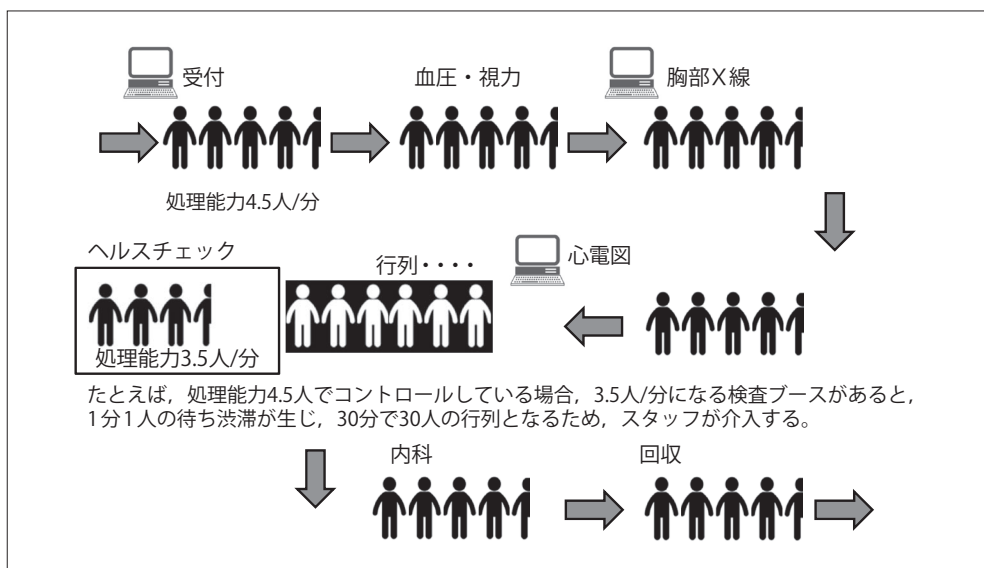 受付
血圧・視力
胸部X線
処理能力4.5人/分
ヘルスチェック
行列・・・・
心電図
処理能力3.5人/分
たとえば，処理能力4.5人でコントロールしている場合，3.5人/分になる検査ブースがあると，
1分1人の待ち渋滞が生じ，30分で30人の行列となるため，スタッフが介入する。
内科
回収